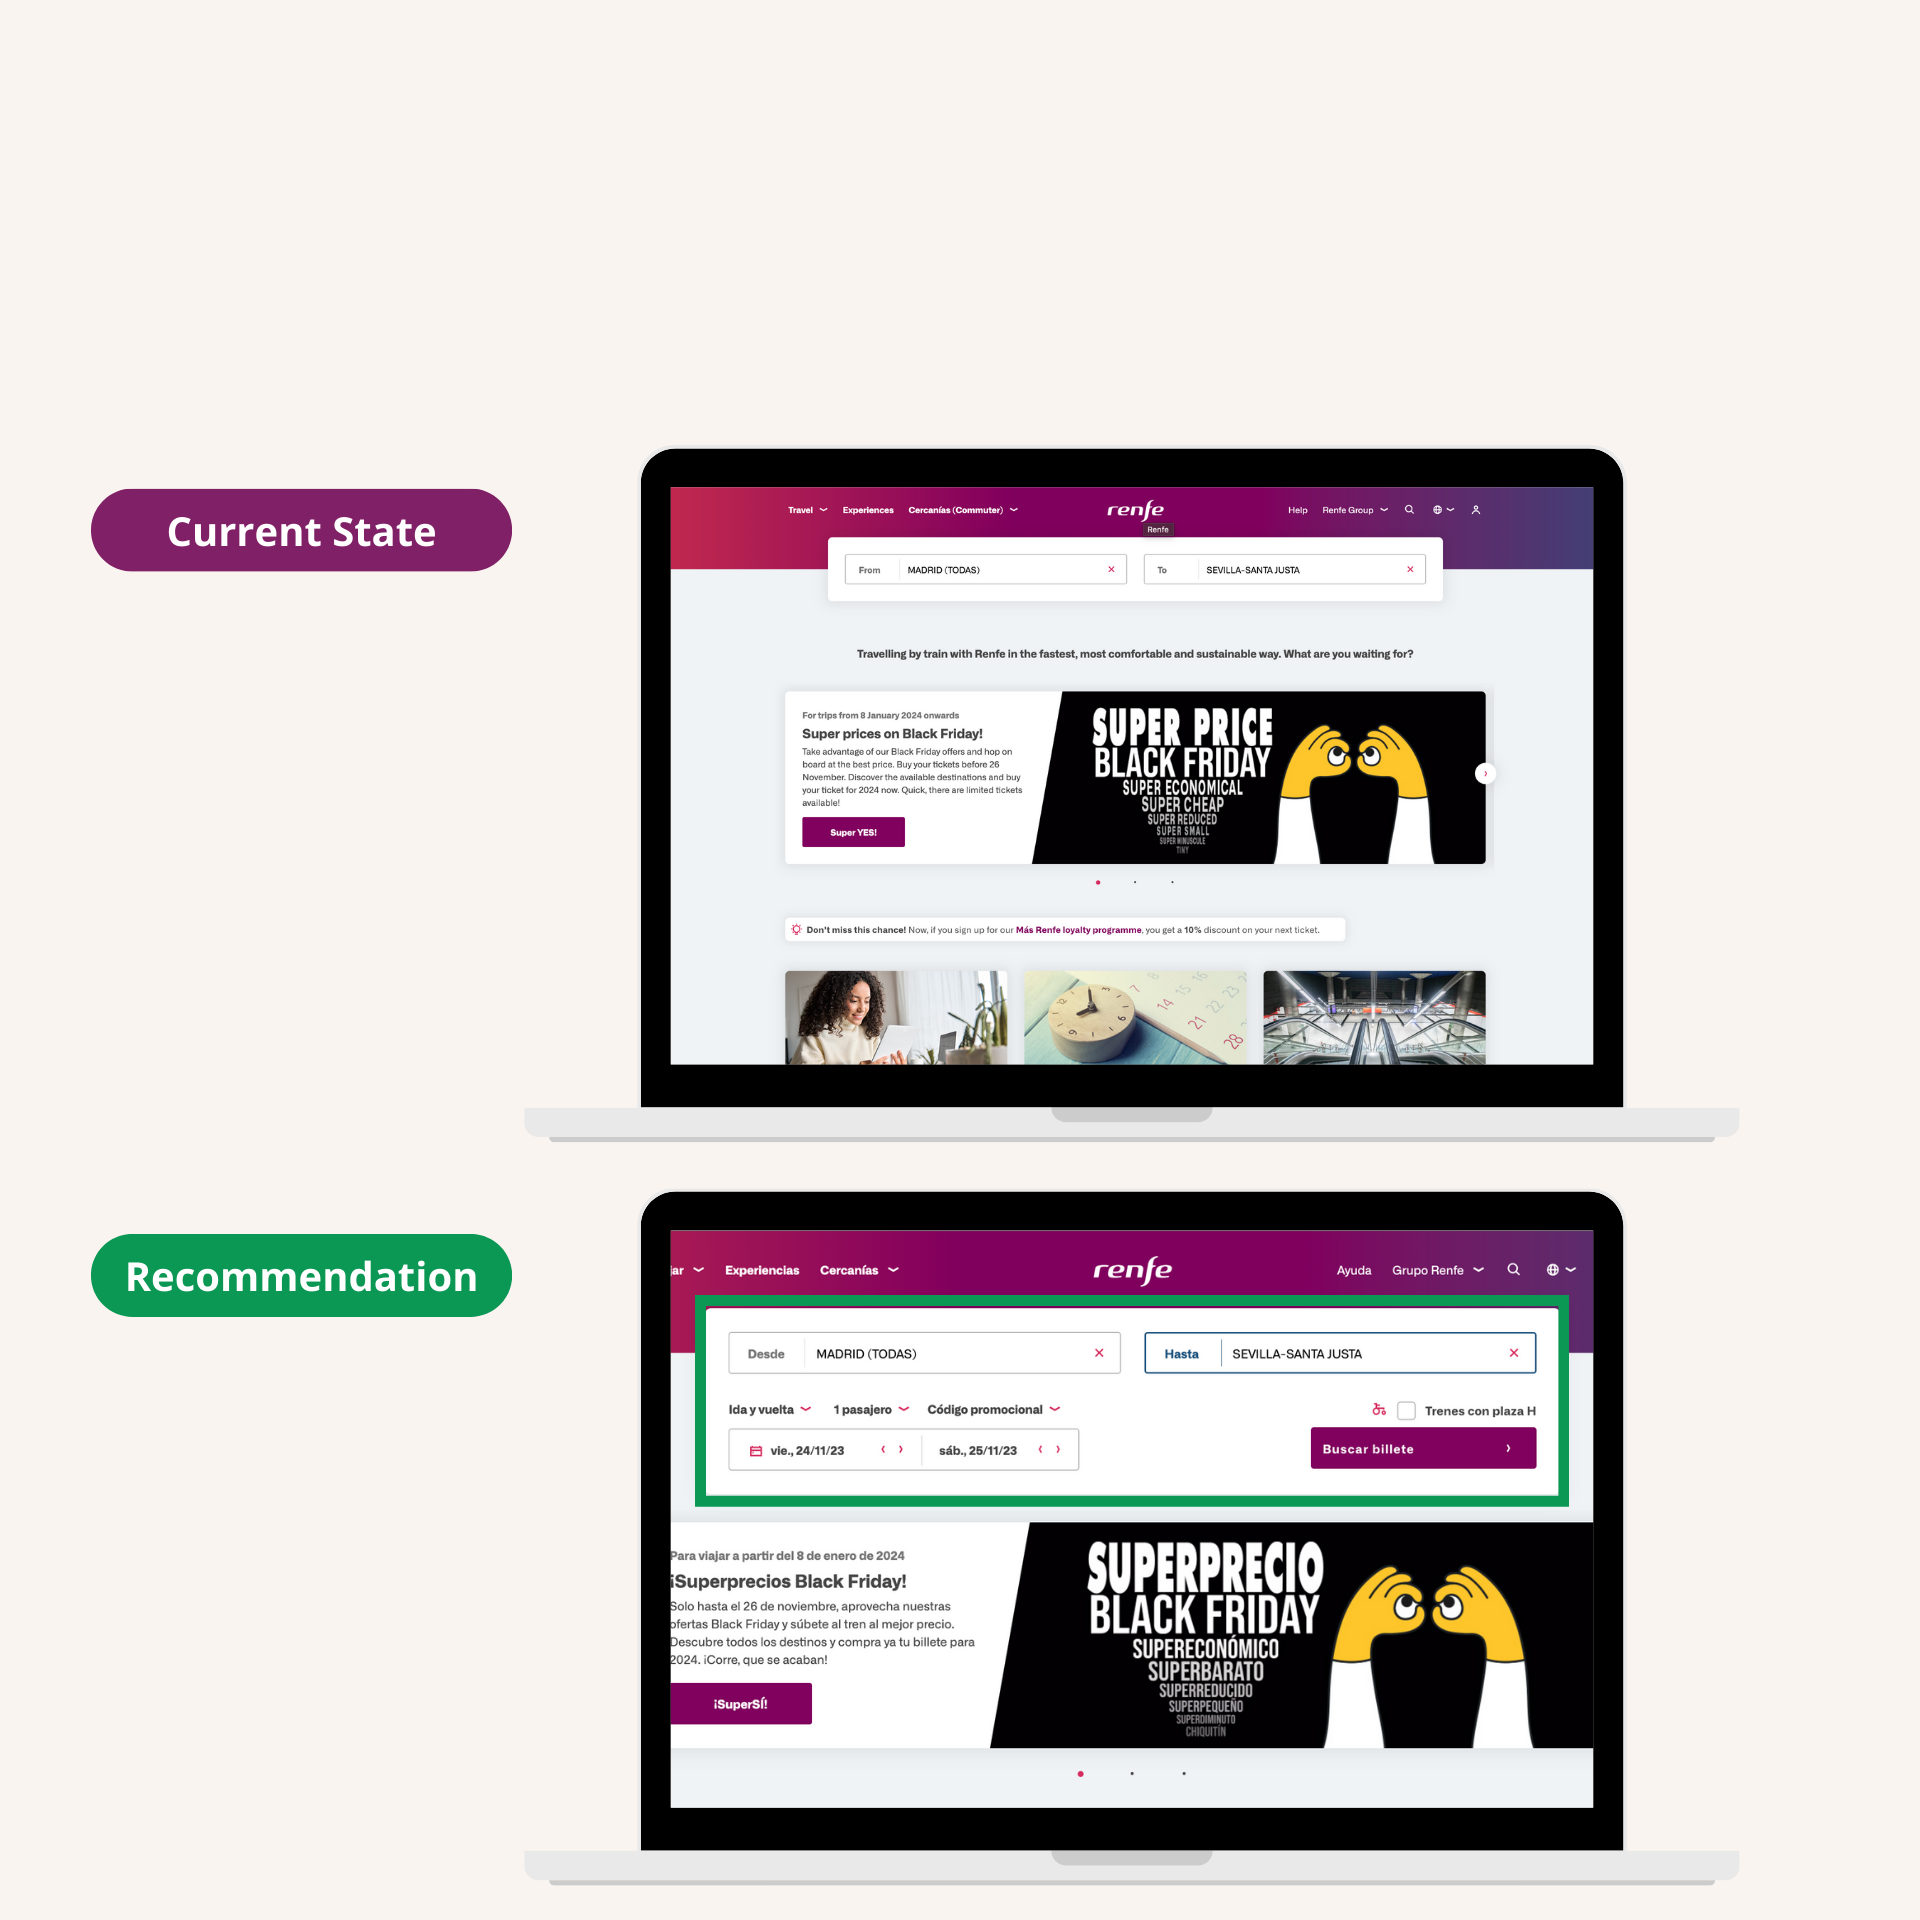 Current State
Travel Experiences Cercanías (Commuter) renfe Help Renfe Group
Renfe
From MADRID (TODAS) To SEVILLA-SANTA JUSTA
Travelling by train with Renfe in the fastest, most comfortable and sustainable way. What are you waiting for?
For trips from 8 January 2024 onwards
Super prices on Black Friday!
Take advantage of our Black Friday offers and hop on
board at the best price. Buy your tickets before 26
November. Discover the available destinations and buy
your ticket for 2024 now. Quick, there are limited tickets
available!
Super YES!
SUPER PRICE
BLACK FRIDAY
SUPER ECONOMICAL
SUPER CHEAP
SUPER REDUCED
SUPER SMALL
SUPER MINUSCULE
TINY
Don't miss this chance! Now, if you sign up for our Más Renfe loyalty programme, you get a 10% discount on your next ticket.
Recommendation
jar Experiencias Cercanías renfe Ayuda Grupo Renfe
Desde MADRID (TODAS) Hasta SEVILLA-SANTA JUSTA
Ida y vuelta 1 pasajero Código promocional Trenes con plaza H
vie., 24/11/23 sáb., 25/11/23 Buscar billete
Para viajar a partir del 8 de enero de 2024
¡Superprecios Black Friday!
Solo hasta el 26 de noviembre, aprovecha nuestras
ofertas Black Friday y súbete al tren al mejor precio.
Descubre todos los destinos y compra ya tu billete para
2024. ¡Corre, que se acaban!
¡SuperSÍ!
SUPERPRECIO
BLACK FRIDAY
SUPERECONÓMICO
SUPERBARATO
SUPERREDUCIDO
SUPERPEQUEÑO
SUPERDIMINUTO
CHIQUITÍN